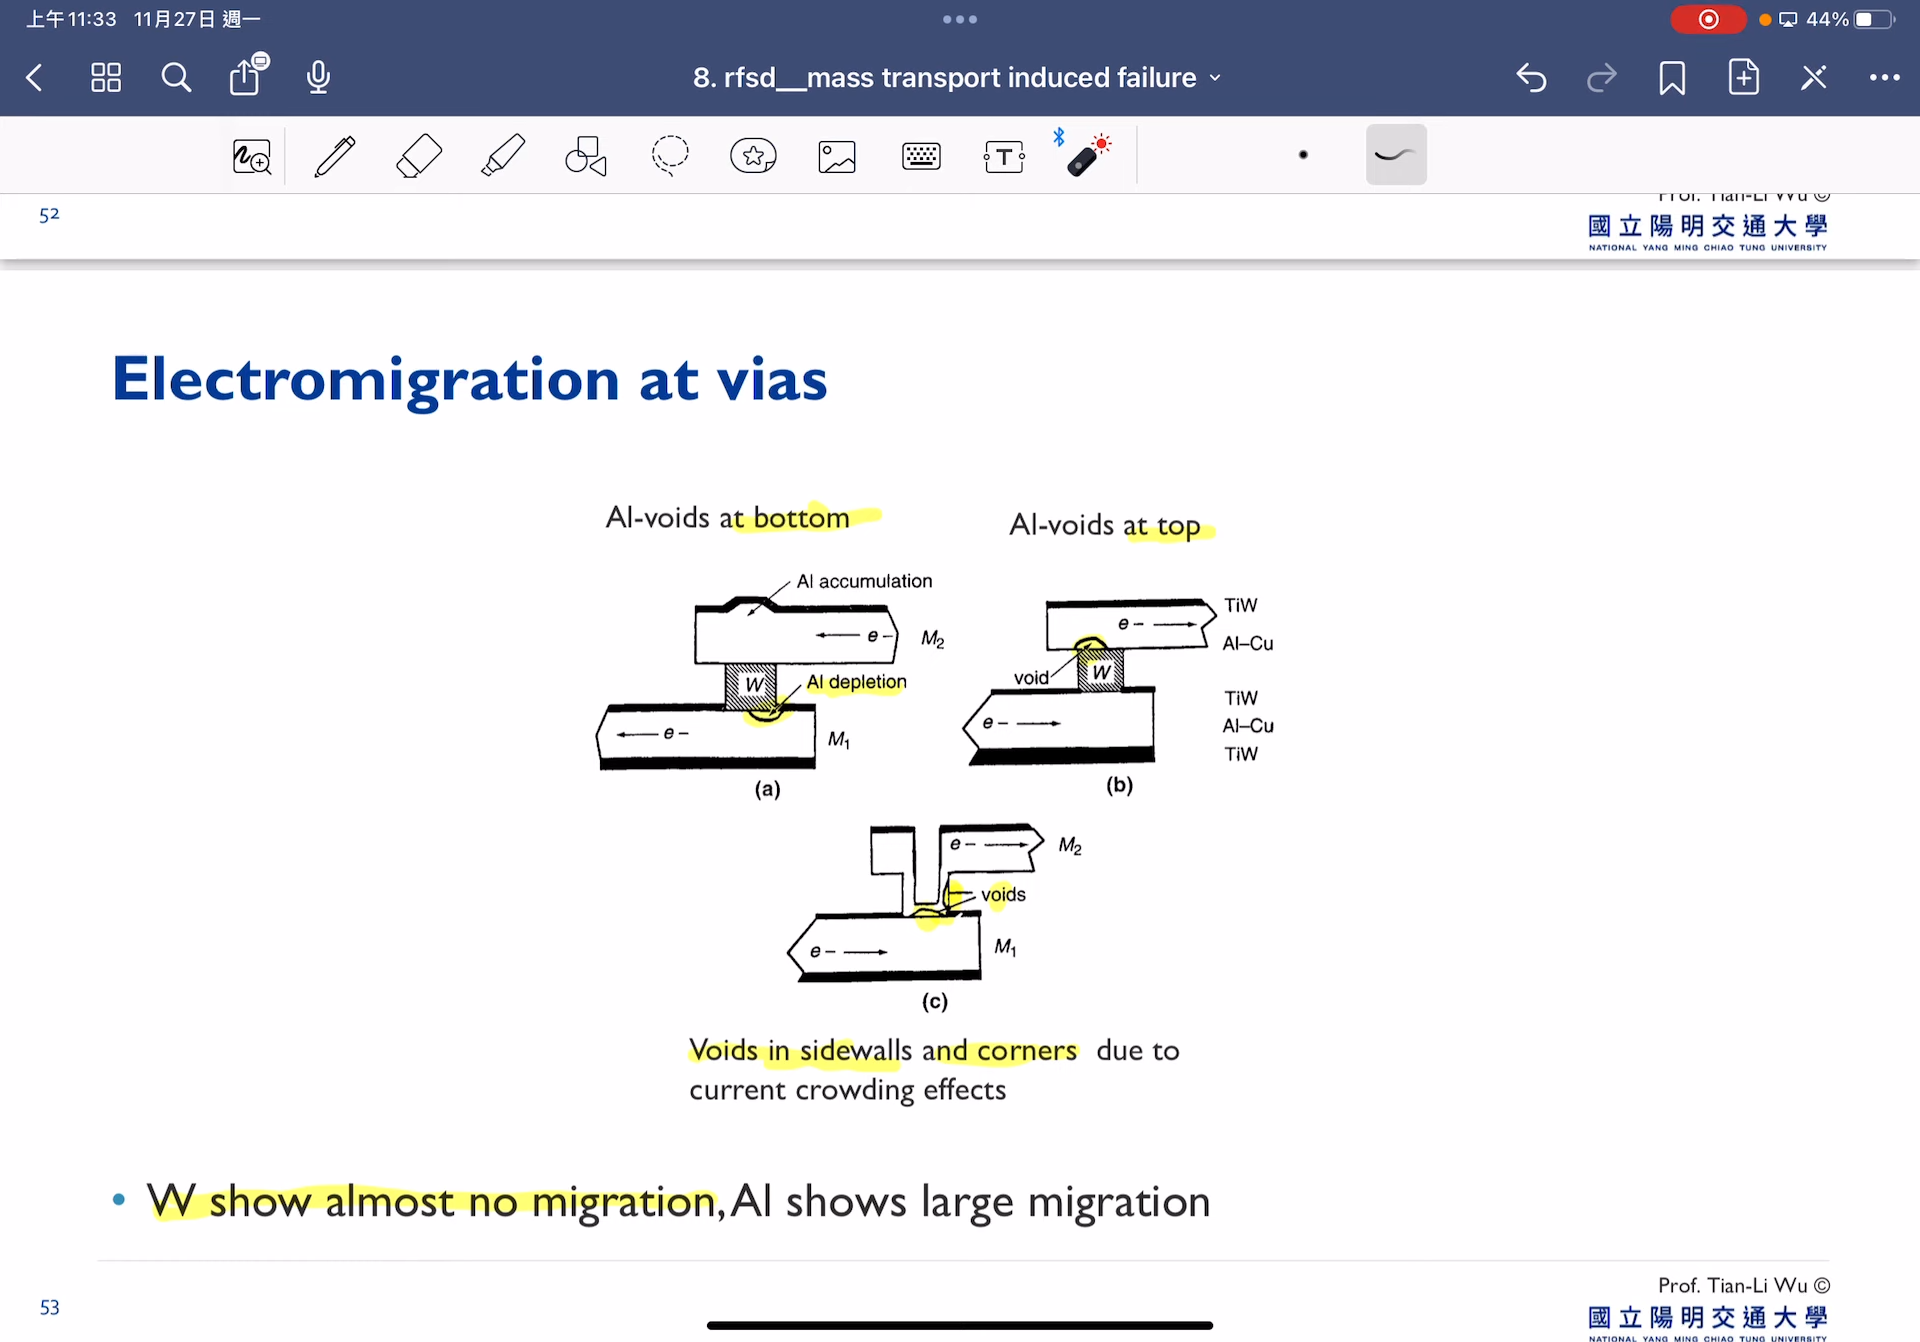 上午11:33 11月27日 週一
44%
8. rfsd__mass transport induced failure
52
Prof. Tian-Li Wu ©
國立陽明交通大學
NATIONAL YANG MING CHIAO TUNG UNIVERSITY
Electromigration at vias
Al-voids at bottom
Al-voids at top
Al accumulation
e –
M2
W
Al depletion
e –
M1
(a)
TiW
e –
Al–Cu
void
W
TiW
e –
Al–Cu
TiW
(b)
e –
M2
voids
e –
M1
(c)
Voids in sidewalls and corners due to
current crowding effects
• W show almost no migration, Al shows large migration
53
Prof. Tian-Li Wu ©
國立陽明交通大學
NATIONAL YANG MING CHIAO TUNG UNIVERSITY